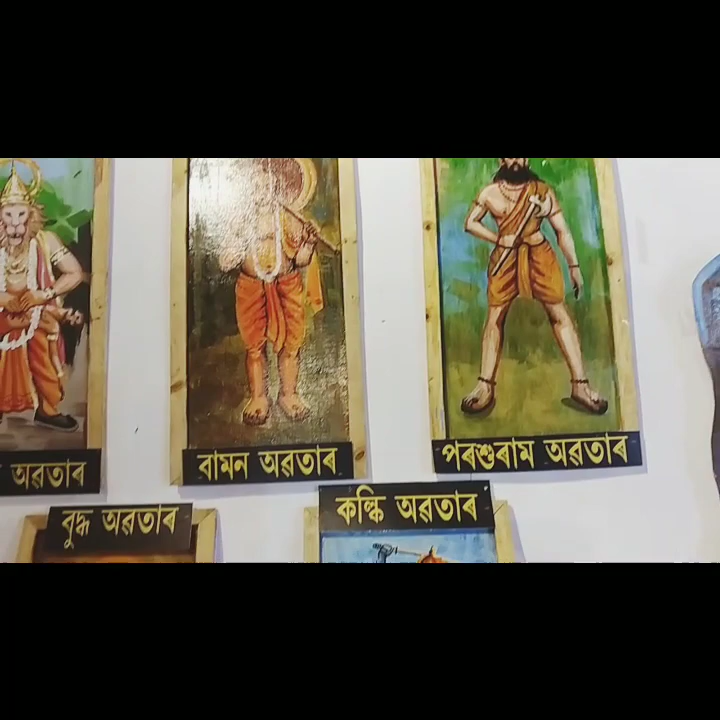 অৱতাৰ
বামন অৱতাৰ
পৰশুৰাম অৱতাৰ
বুদ্ধ অৱতাৰ
কল্কি অৱতাৰ